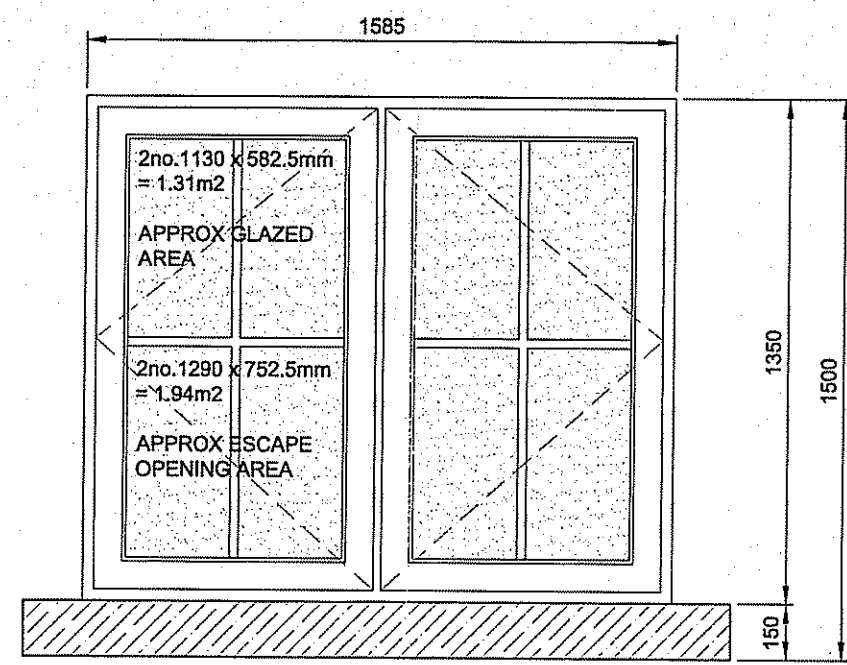 1585
2no.1130 x 582.5mm
= 1.31m2
APPROX GLAZED
AREA
2no.1290 x 752.5mm
= 1.94m2
APPROX ESCAPE
OPENING AREA
1350
1500
150